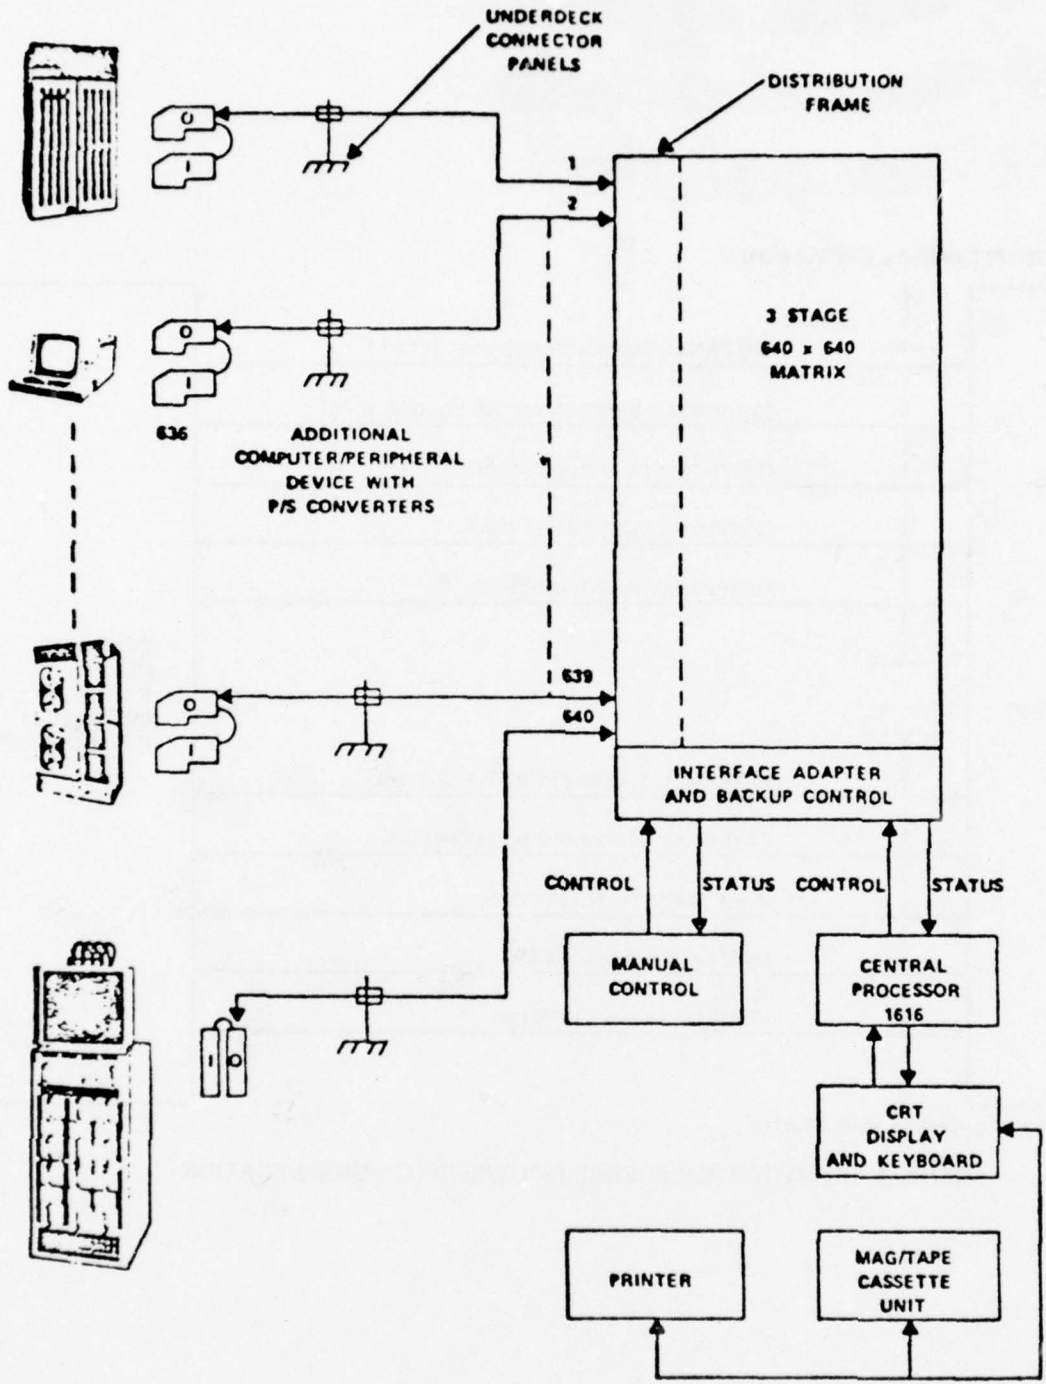 UNDERDECK
CONNECTOR
PANELS
DISTRIBUTION
FRAME
1
2
3 STAGE
640 x 640
MATRIX
O
I
O
I
636
ADDITIONAL
COMPUTER/PERIPHERAL
DEVICE WITH
P/S CONVERTERS
639
640
O
I
INTERFACE ADAPTER
AND BACKUP CONTROL
CONTROL
STATUS
CONTROL
STATUS
MANUAL
CONTROL
CENTRAL
PROCESSOR
1616
I
O
CRT
DISPLAY
AND KEYBOARD
PRINTER
MAG/TAPE
CASSETTE
UNIT